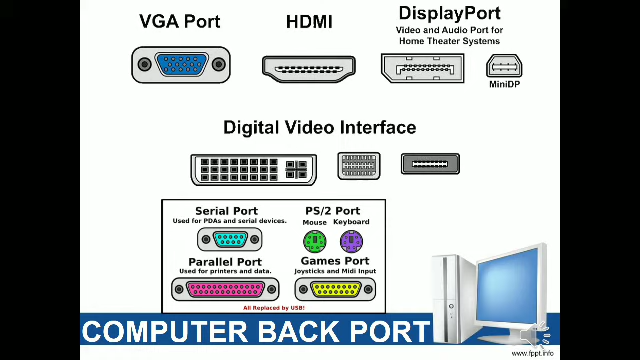 VGA Port
HDMI
DisplayPort
Video and Audio Port for
Home Theater Systems
MiniDP
Digital Video Interface
Serial Port
Used for PDAs and serial devices.
PS/2 Port
Mouse Keyboard
Parallel Port
Used for printers and data.
Games Port
Joysticks and Midi Input
All Replaced by USB!
COMPUTER BACK PORT
www.fppt.info